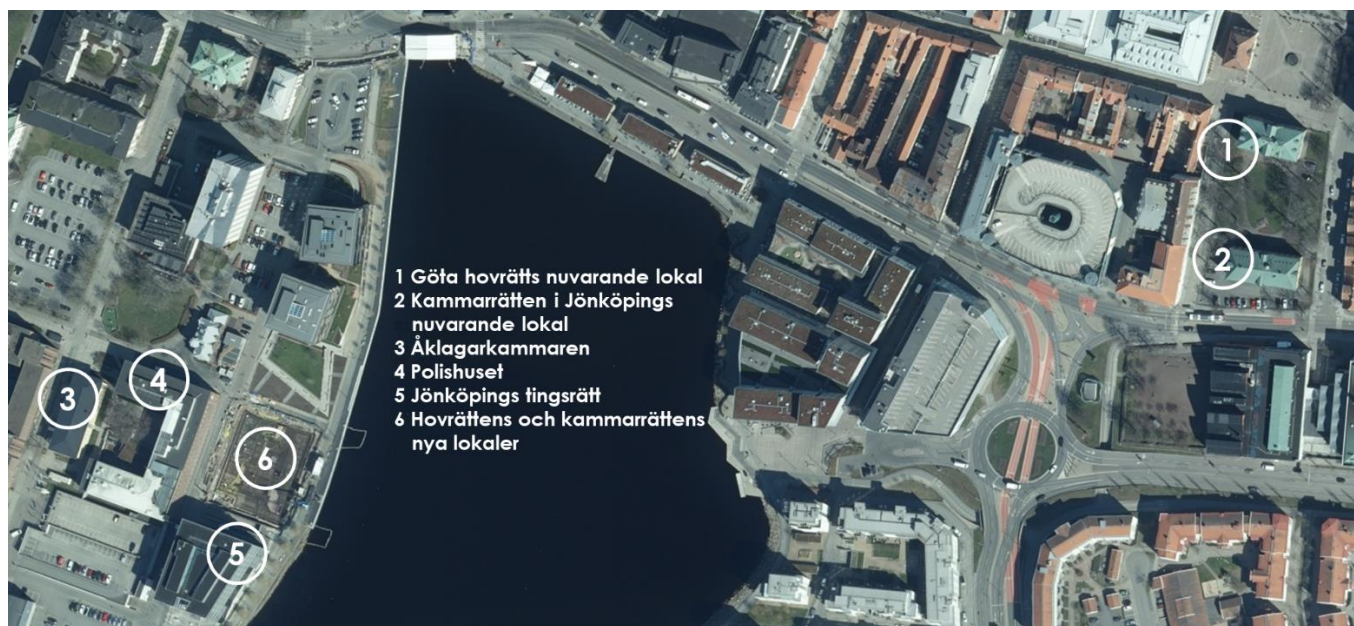 1 Göta hovrätts nuvarande lokal
2 Kammarrätten i Jönköpings
nuvarande lokal
3 Åklagarkammaren
4 Polishuset
5 Jönköpings tingsrätt
6 Hovrättens och kammarrättens
nya lokaler
1
2
3
4
5
6